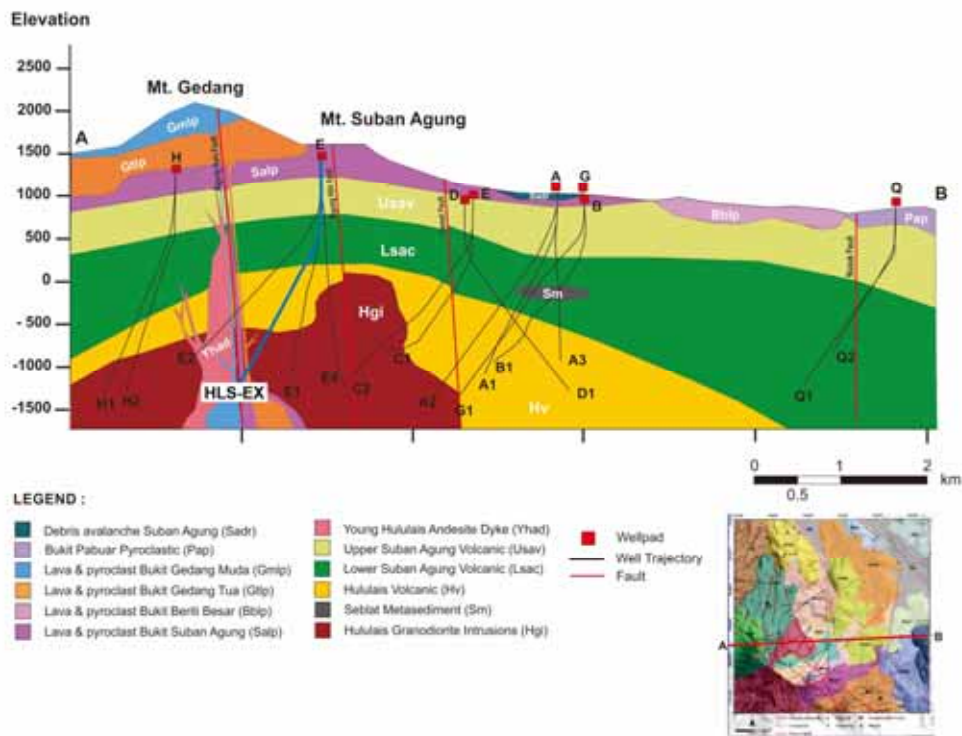 Elevation
2500
2000
1500
1000
500
0
- 500
-1000
-1500
A
Mt. Gedang
Mt. Suban Agung
B
Gmlp
Gtlp
Salp
Usav
Lsac
Hgi
Hv
Sm
Yhad
Bblp
Pap
H
E
D
E
A
G
B
Q
HLS-EX
H1
H2
E2
E1
E4
C2
C1
A2
G1
A1
B1
A3
D1
Q1
Q2
0
1
2
km
0.5
LEGEND :
Debris avalanche Suban Agung (Sadr)
Bukit Pabuar Pyroclastic (Pap)
Lava & pyroclast Bukit Gedang Muda (Gmlp)
Lava & pyroclast Bukit Gedang Tua (Gtlp)
Lava & pyroclast Bukit Beriti Besar (Bblp)
Lava & pyroclast Bukit Suban Agung (Salp)
Young Hululais Andesite Dyke (Yhad)
Upper Suban Agung Volcanic (Usav)
Lower Suban Agung Volcanic (Lsac)
Hululais Volcanic (Hv)
Seblat Metasediment (Sm)
Hululais Granodiorite Intrusions (Hgi)
Wellpad
Well Trajectory
Fault
A
B